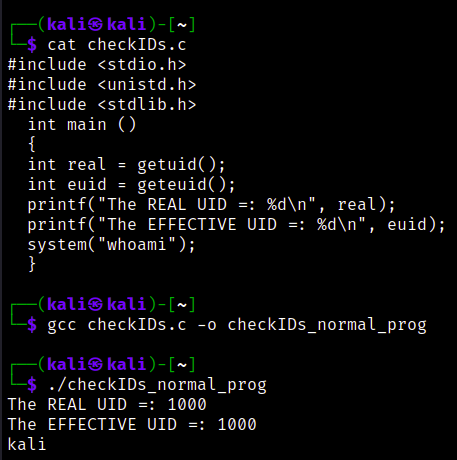 ┌──(kali㉿kali)-[~]
└─$ cat checkIDs.c
#include <stdio.h>
#include <unistd.h>
#include <stdlib.h>
  int main ()
  {
  int real = getuid();
  int euid = geteuid();
  printf("The REAL UID =: %d\n", real);
  printf("The EFFECTIVE UID =: %d\n", euid);
  system("whoami");
  }
┌──(kali㉿kali)-[~]
└─$ gcc checkIDs.c -o checkIDs_normal_prog
┌──(kali㉿kali)-[~]
└─$ ./checkIDs_normal_prog
The REAL UID =: 1000
The EFFECTIVE UID =: 1000
kali